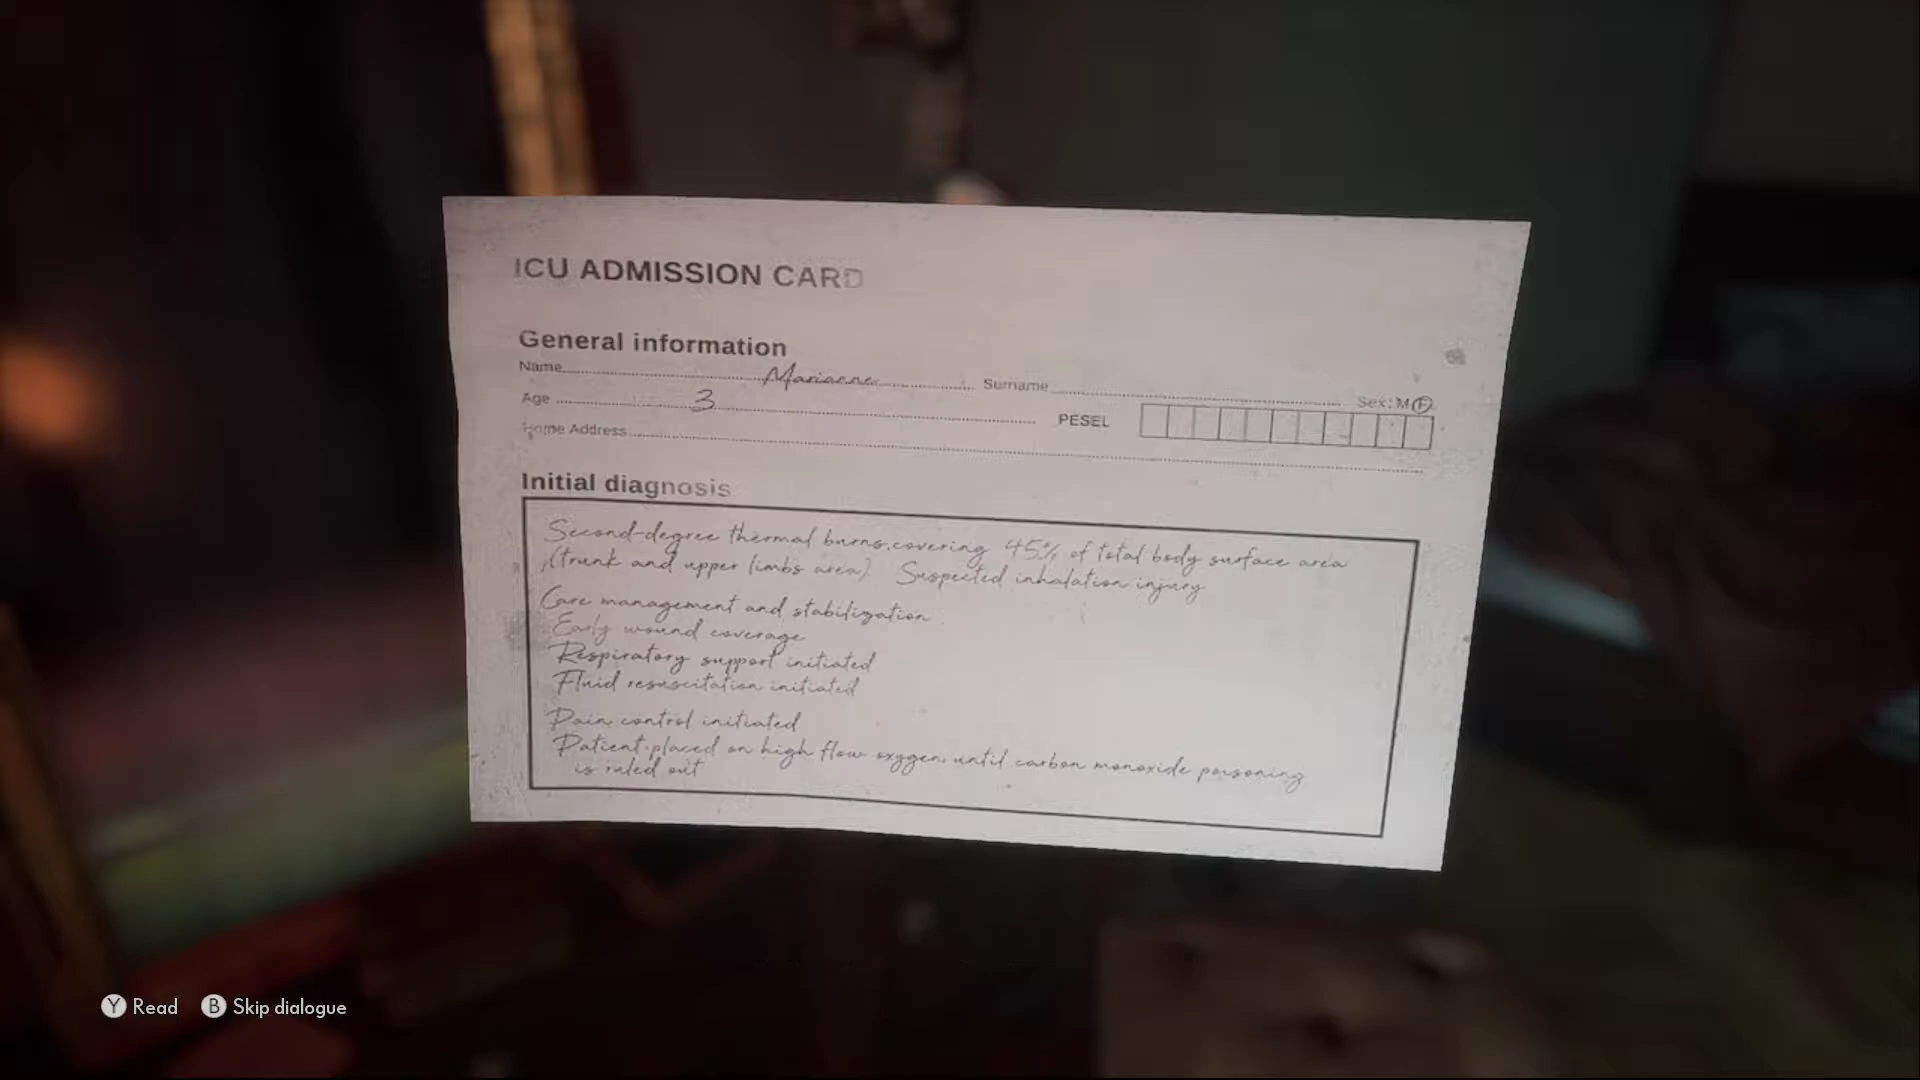 ICU ADMISSION CARD
General information
Name Marianne Surname Sex: M F
Age 3 PESEL
Home Address
Initial diagnosis
Second-degree thermal burns, covering 45% of total body surface area
(trunk and upper limbs area). Suspected inhalation injury
Care management and stabilization
Early wound coverage
Respiratory support initiated
Fluid resuscitation initiated
Pain control initiated
Patient placed on high flow oxygen until carbon monoxide poisoning
is ruled out
Y Read B Skip dialogue